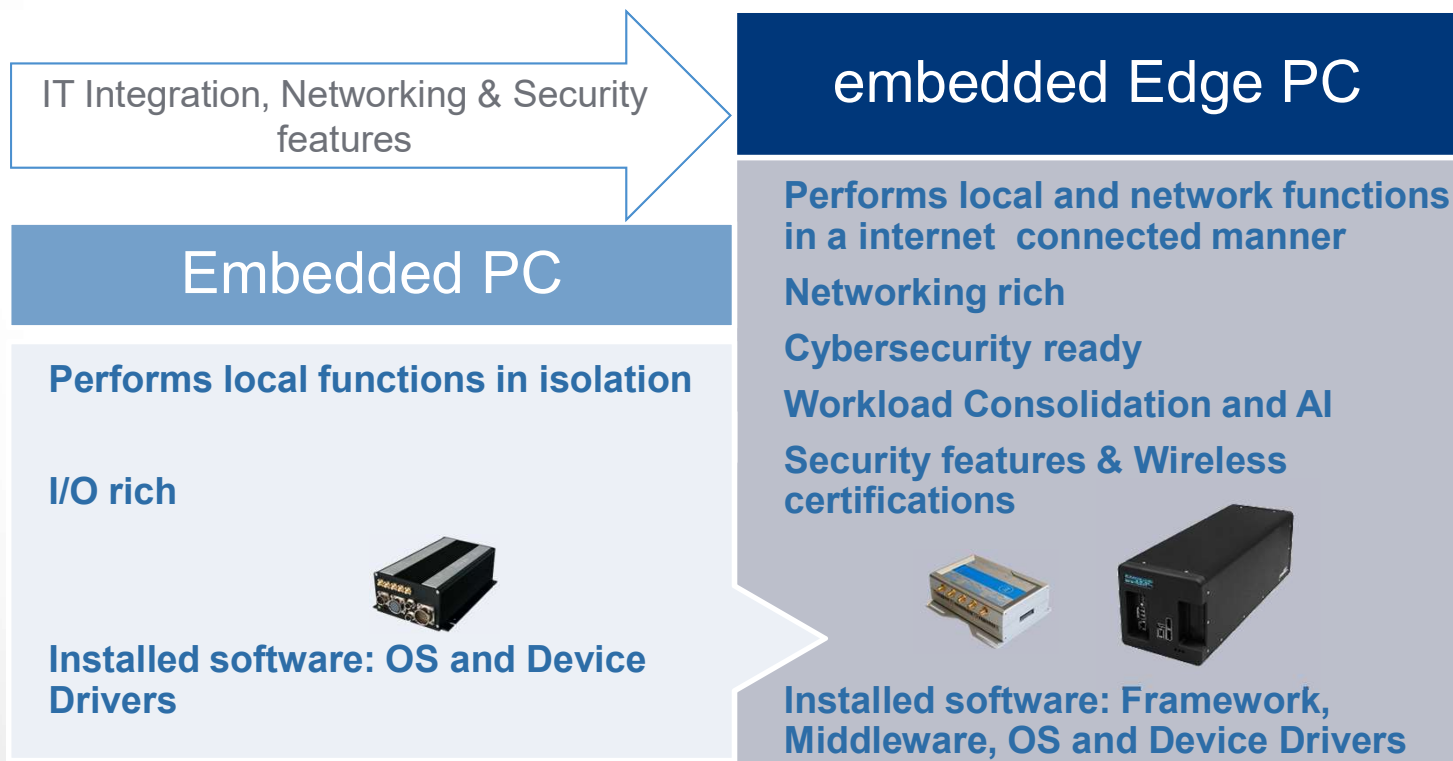 IT Integration, Networking & Security
features
embedded Edge PC
Embedded PC
Performs local functions in isolation
I/O rich
Installed software: OS and Device
Drivers
Performs local and network functions
in a internet connected manner
Networking rich
Cybersecurity ready
Workload Consolidation and AI
Security features & Wireless
certifications
Installed software: Framework,
Middleware, OS and Device Drivers